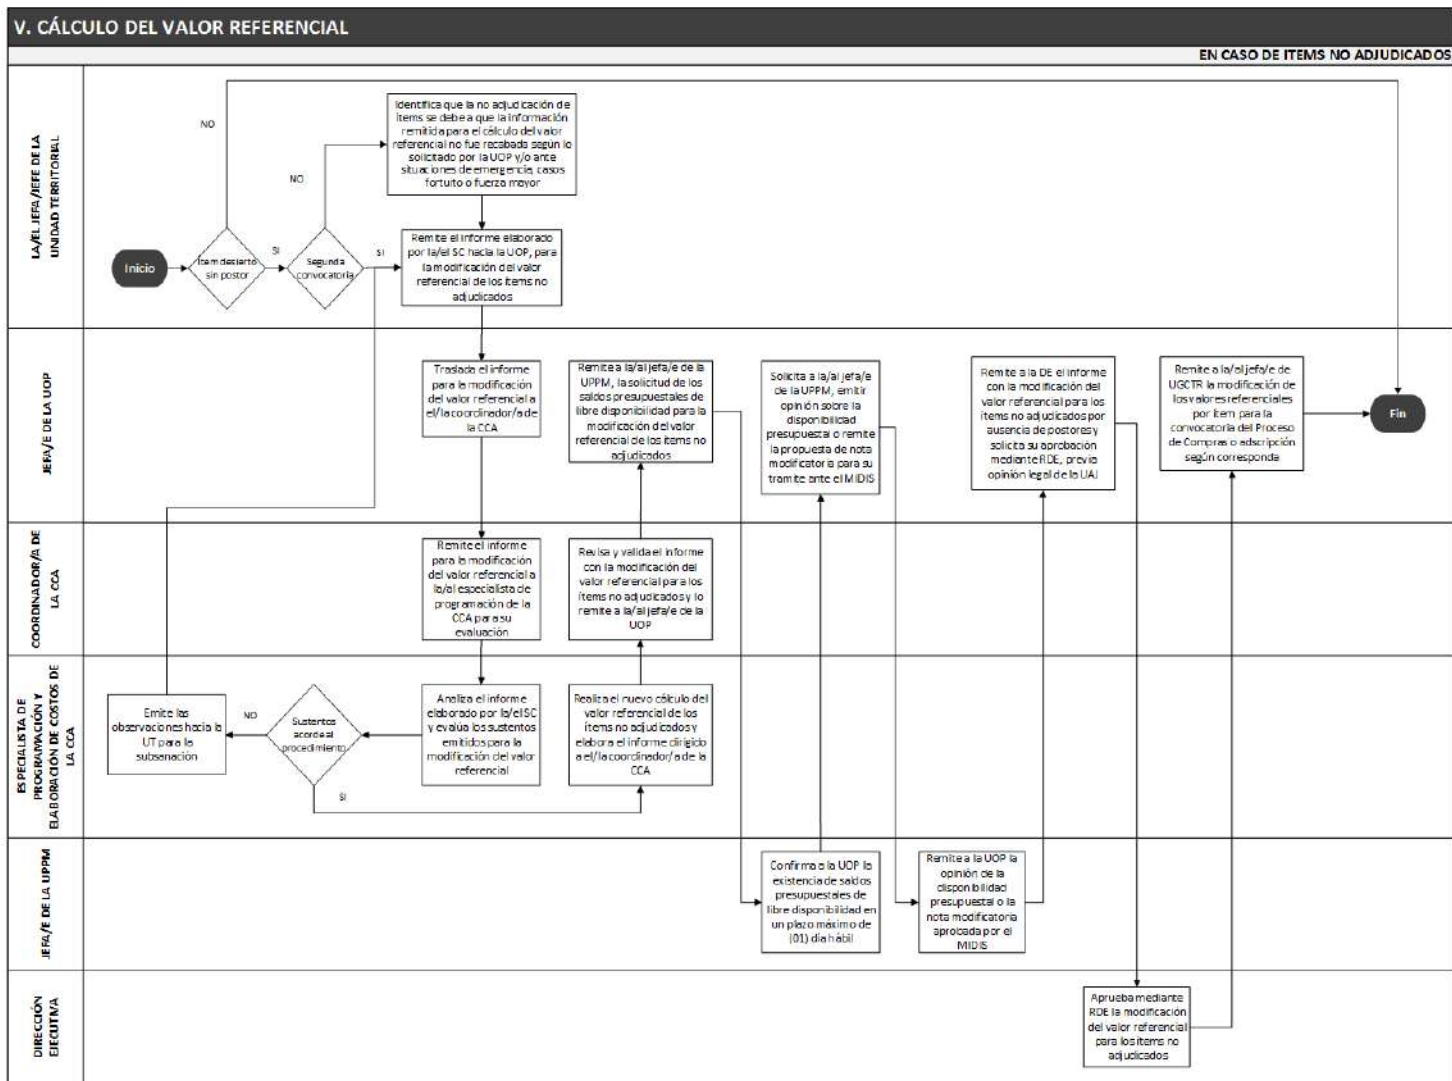 V. CÁLCULO DEL VALOR REFERENCIAL
EN CASO DE ITEMS NO ADJUDICADOS
LA/EL JEFA/JEFE DE LA
UNIDAD TERRITORIAL
Inicio
NO
Ítem desierto
sin postor
SI
Segunda
convocatoria
NO
SI
Identifica que la no adjudicación de
ítems se debe a que la información
remitida para el cálculo del valor
referencial no fue recabada según lo
solicitado por la UOP y/o ante
situaciones de emergencia, casos
fortuito o fuerza mayor
Remite el informe elaborado
por la/el SC hacia la UOP, para
la modificación del valor
referencial de los ítems no
adjudicados
JEFA/E DE LA UOP
Traslada el informe
para la modificación
del valor referencial a
el/la coordinador/a de
la CCA
Remite a la/al jefa/e de la
UPPM, la solicitud de los
saldos presupuestales de
libre disponibilidad para la
modificación del valor
referencial de los ítems no
adjudicados
Solicita a la/al jefa/e
de la UPPM, emitir
opinión sobre la
disponibilidad
presupuestal o remite
la propuesta de nota
modificatoria para su
tramite ante el MIDIS
Remite a la DE el informe
con la modificación del
valor referencial para los
ítems no adjudicados por
ausencia de postores y
solicita su aprobación
mediante RDE, previa
opinión legal de la UAJ
Remite a la/al jefa/e de
UGCTR la modificación de
los valores referenciales
por ítem para la
convocatoria del Proceso de
Compras o adscripción
según corresponda
Fin
COORDINADOR/A DE
LA CCA
Remite el informe
para la modificación
del valor referencial a
la/al especialista de
programación de la
CCA para su
evaluación
Revisa y valida el informe
con la modificación del
valor referencial para los
ítems no adjudicados y lo
remite a la/al jefa/e de la
UOP
ESPECIALISTA DE
PROGRAMACIÓN Y
ELABORACIÓN DE COSTOS DE
LA CCA
Emite las
observaciones hacia la
UT para la
subsanación
NO
Sustentos
acorde al
procedimiento
SI
Analiza el informe
elaborado por la/el SC
y evalúa los sustentos
emitidos para la
modificación del valor
referencial
Realiza el nuevo cálculo del
valor referencial de los
ítems no adjudicados y
elabora el informe dirigido
a el/la coordinador/a de la
CCA
JEFA/E DE LA UPPM
Confirma a la UOP la
existencia de saldos
presupuestales de
libre disponibilidad en
un plazo máximo de
(01) día hábil
Remite a la UOP la
opinión de la
disponibilidad
presupuestal o la
nota modificatoria
aprobada por el
MIDIS
DIRECCIÓN
EJECUTIVA
Aprueba mediante
RDE la modificación
del valor referencial
para los ítems no
adjudicados